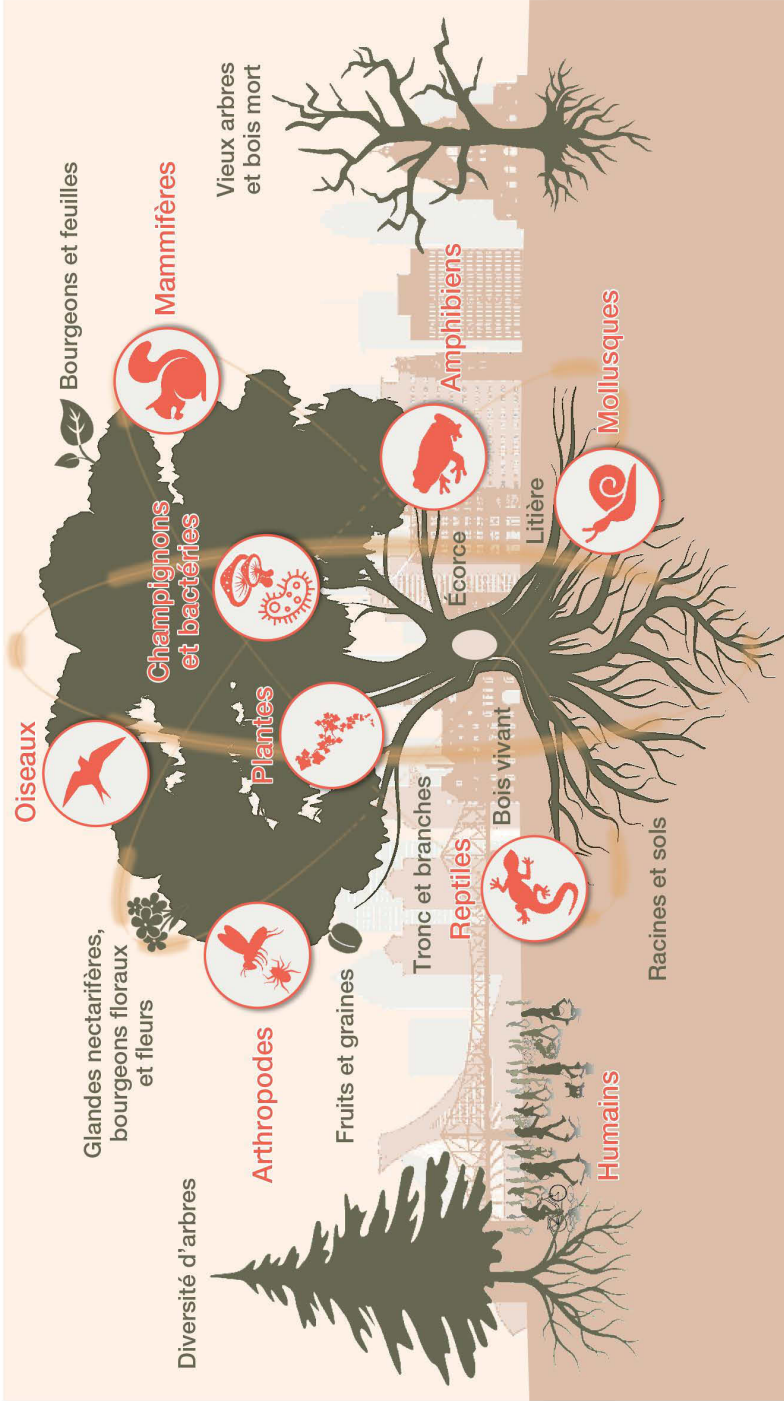 Oiseaux
Glandes nectarifères,
bourgeons floraux
et fleurs
Bourgeons et feuilles
Mammifères
Champignons
et bactéries
Diversité d'arbres
Arthropodes
Plantes
Vieux arbres
et bois mort
Fruits et graines
Tronc et branches
Amphibiens
Écorce
Reptiles
Bois vivant
Litière
Mollusques
Humains
Racines et sols